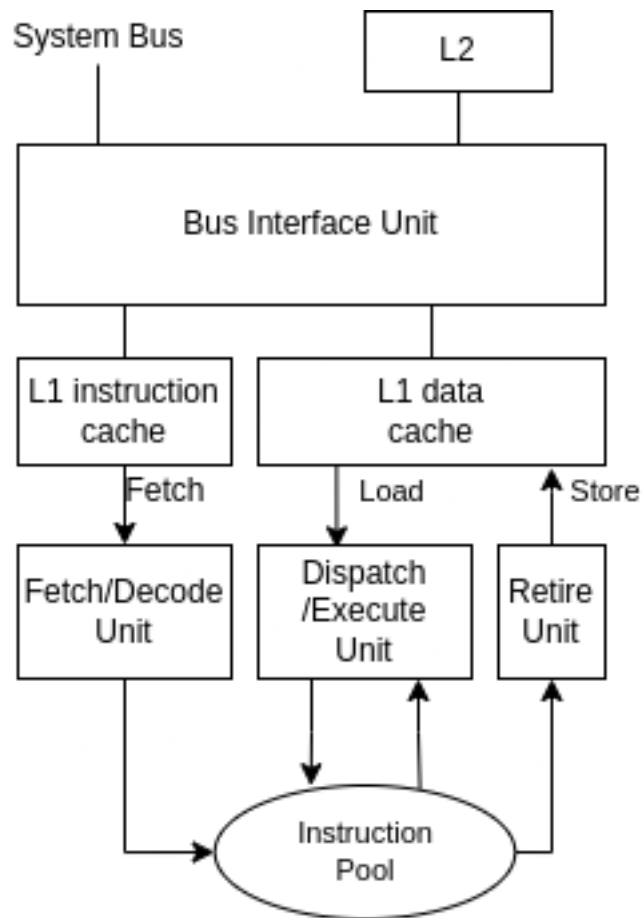 System Bus
L2
Bus Interface Unit
L1 instruction
cache
L1 data
cache
Fetch
Load
Store
Fetch/Decode
Unit
Dispatch
/Execute
Unit
Retire
Unit
Instruction
Pool